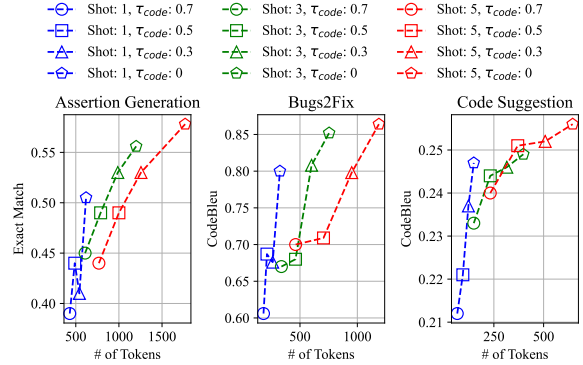 Shot: 1, τcode: 0.7 Shot: 3, τcode: 0.7 Shot: 5, τcode: 0.7
Shot: 1, τcode: 0.5 Shot: 3, τcode: 0.5 Shot: 5, τcode: 0.5
Shot: 1, τcode: 0.3 Shot: 3, τcode: 0.3 Shot: 5, τcode: 0.3
Shot: 1, τcode: 0 Shot: 3, τcode: 0 Shot: 5, τcode: 0
Assertion Generation
Exact Match
0.55
0.50
0.45
0.40
500 1000 1500
# of Tokens
Bugs2Fix
CodeBleu
0.85
0.80
0.75
0.70
0.65
0.60
500 1000
# of Tokens
Code Suggestion
CodeBleu
0.25
0.24
0.23
0.22
0.21
250 500
# of Tokens